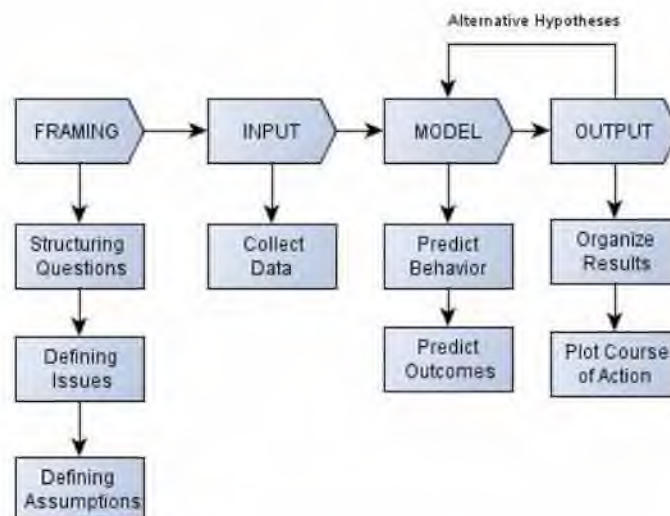 Alternative Hypotheses
FRAMING
INPUT
MODEL
OUTPUT
Structuring
Questions
Collect
Data
Predict
Behavior
Organize
Results
Defining
Issues
Predict
Outcomes
Plot Course
of Action
Defining
Assumptions